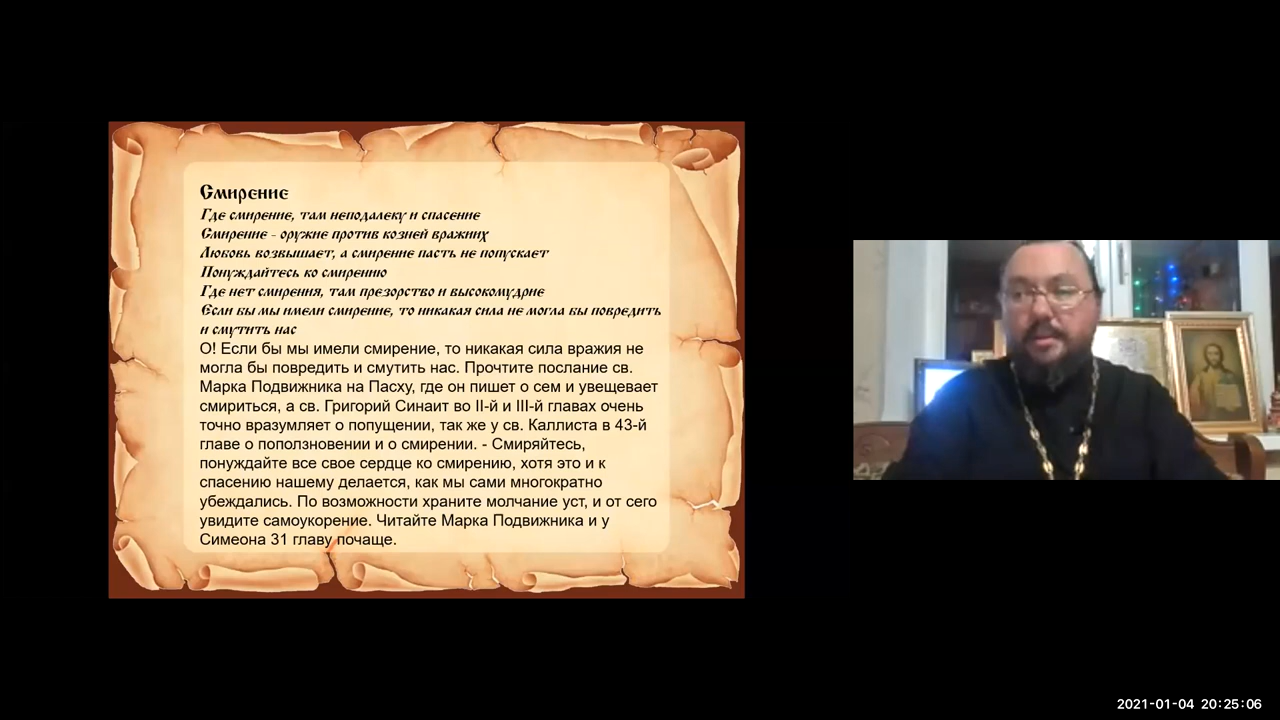 Смирение
Где смирение, там неподалеку и спасение
Смирение - оружие против козней вражиих
Любовь возвышает, а смирение пасть не попускает
Понуждайтесь ко смирению
Где нет смирения, там презорство и высокомудрие
Если бы мы имели смирение, то никакая сила не могла бы повредить
и смутить нас
О! Если бы мы имели смирение, то никакая сила вражия не
могла бы повредить и смутить нас. Прочтите послание св.
Марка Подвижника на Пасху, где он пишет о сем и увещевает
смириться, а св. Григорий Синаит во II-й и III-й главах очень
точно вразумляет о попущении, так же у св. Каллиста в 43-й
главе о поползновении и о смирении. - Смиряйтесь,
понуждайте все свое сердце ко смирению, хотя это и к
спасению нашему делается, как мы сами многократно
убеждались. По возможности храните молчание уст, и от сего
увидите самоукорение. Читайте Марка Подвижника и у
Симеона 31 главу почаще.
2021-01-04 20:25:06